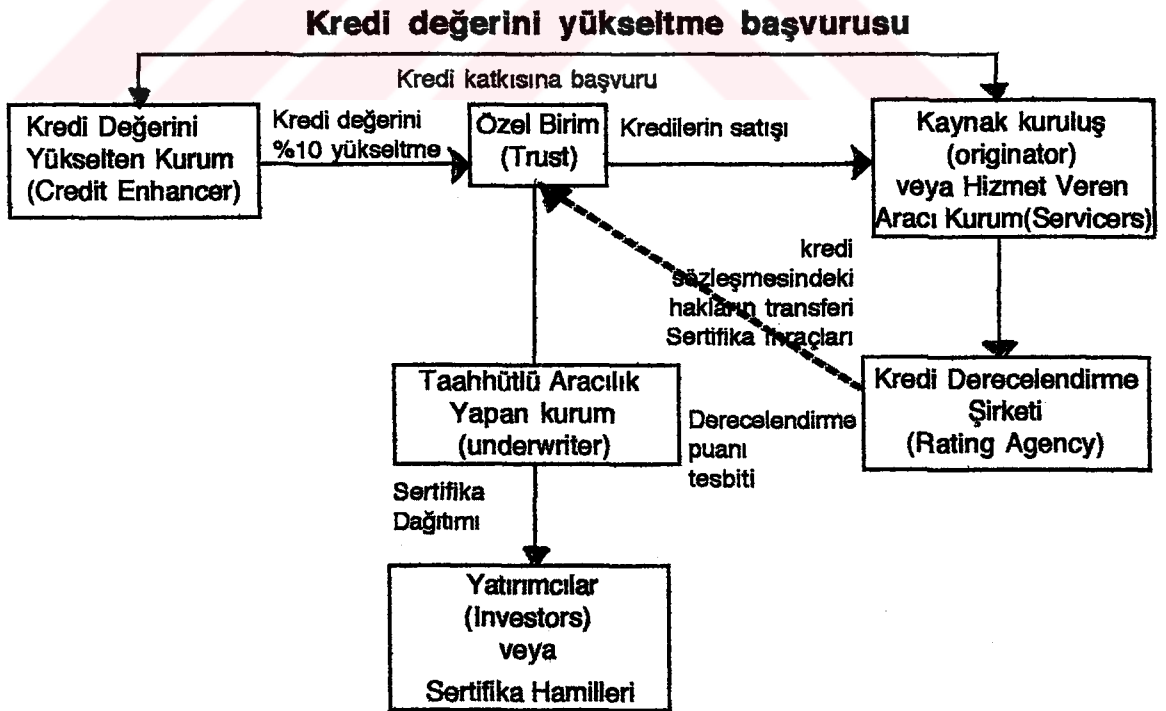 Kredi değerini yükseltme başvurusu
Kredi katkısına başvuru
Kredi Değerini
Yükselten Kurum
(Credit Enhancer)
Kredi değerini
%10 yükseltme
Özel Birim
(Trust)
Kredilerin satışı
Kaynak kuruluş
(originator)
veya Hizmet Veren
Aracı Kurum(Servicers)
kredi
sözleşmesindeki
hakların transferi
Sertifika ihraçları
Taahhütlü Aracılık
Yapan kurum
(underwriter)
Derecelendirme
puanı
tesbiti
Kredi Derecelendirme
Şirketi
(Rating Agency)
Sertifika
Dağıtımı
Yatırımcılar
(Investors)
veya
Sertifika Hamilleri